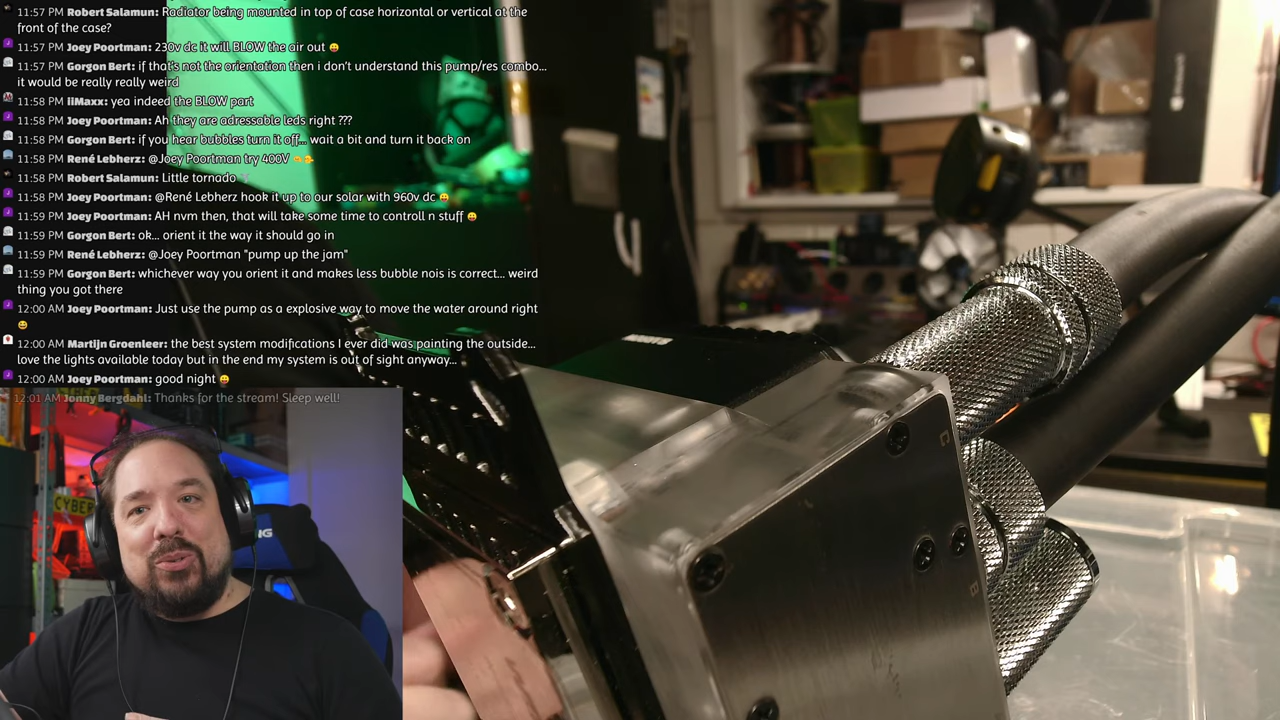 11:57 PM Robert Salamun: Radiator being mounted in top of case horizontal or vertical at the
front of the case?
11:57 PM Joey Poortman: 230v dc it will BLOW the air out 😛
11:57 PM Gorgon Bert: if that's not the orientation then i don't understand this pump/res combo...
it would be really really weird
11:58 PM iiMaxx: yea indeed the BLOW part
11:58 PM Joey Poortman: Ah they are adressable leds right ???
11:58 PM Gorgon Bert: if you hear bubbles turn it off... wait a bit and turn it back on
11:58 PM René Lebherz: @Joey Poortman try 400V
11:58 PM Robert Salamun: Little tornado
11:58 PM Joey Poortman: @René Lebherz hook it up to our solar with 960v dc 😛
11:59 PM Joey Poortman: AH nvm then, that will take some time to controll n stuff 😛
11:59 PM Gorgon Bert: ok... orient it the way it should go in
11:59 PM René Lebherz: @Joey Poortman "pump up the jam"
11:59 PM Gorgon Bert: whichever way you orient it and makes less bubble nois is correct... weird
thing you got there
12:00 AM Joey Poortman: Just use the pump as a explosive way to move the water around right
😄
12:00 AM Martijn Groenleer: the best system modifications I ever did was painting the outside...
love the lights available today but in the end my system is out of sight anyway...
12:00 AM Joey Poortman: good night 😛
12:01 AM Jonny Bergdahl: Thanks for the stream! Sleep well!
CYBER
NG
C
B